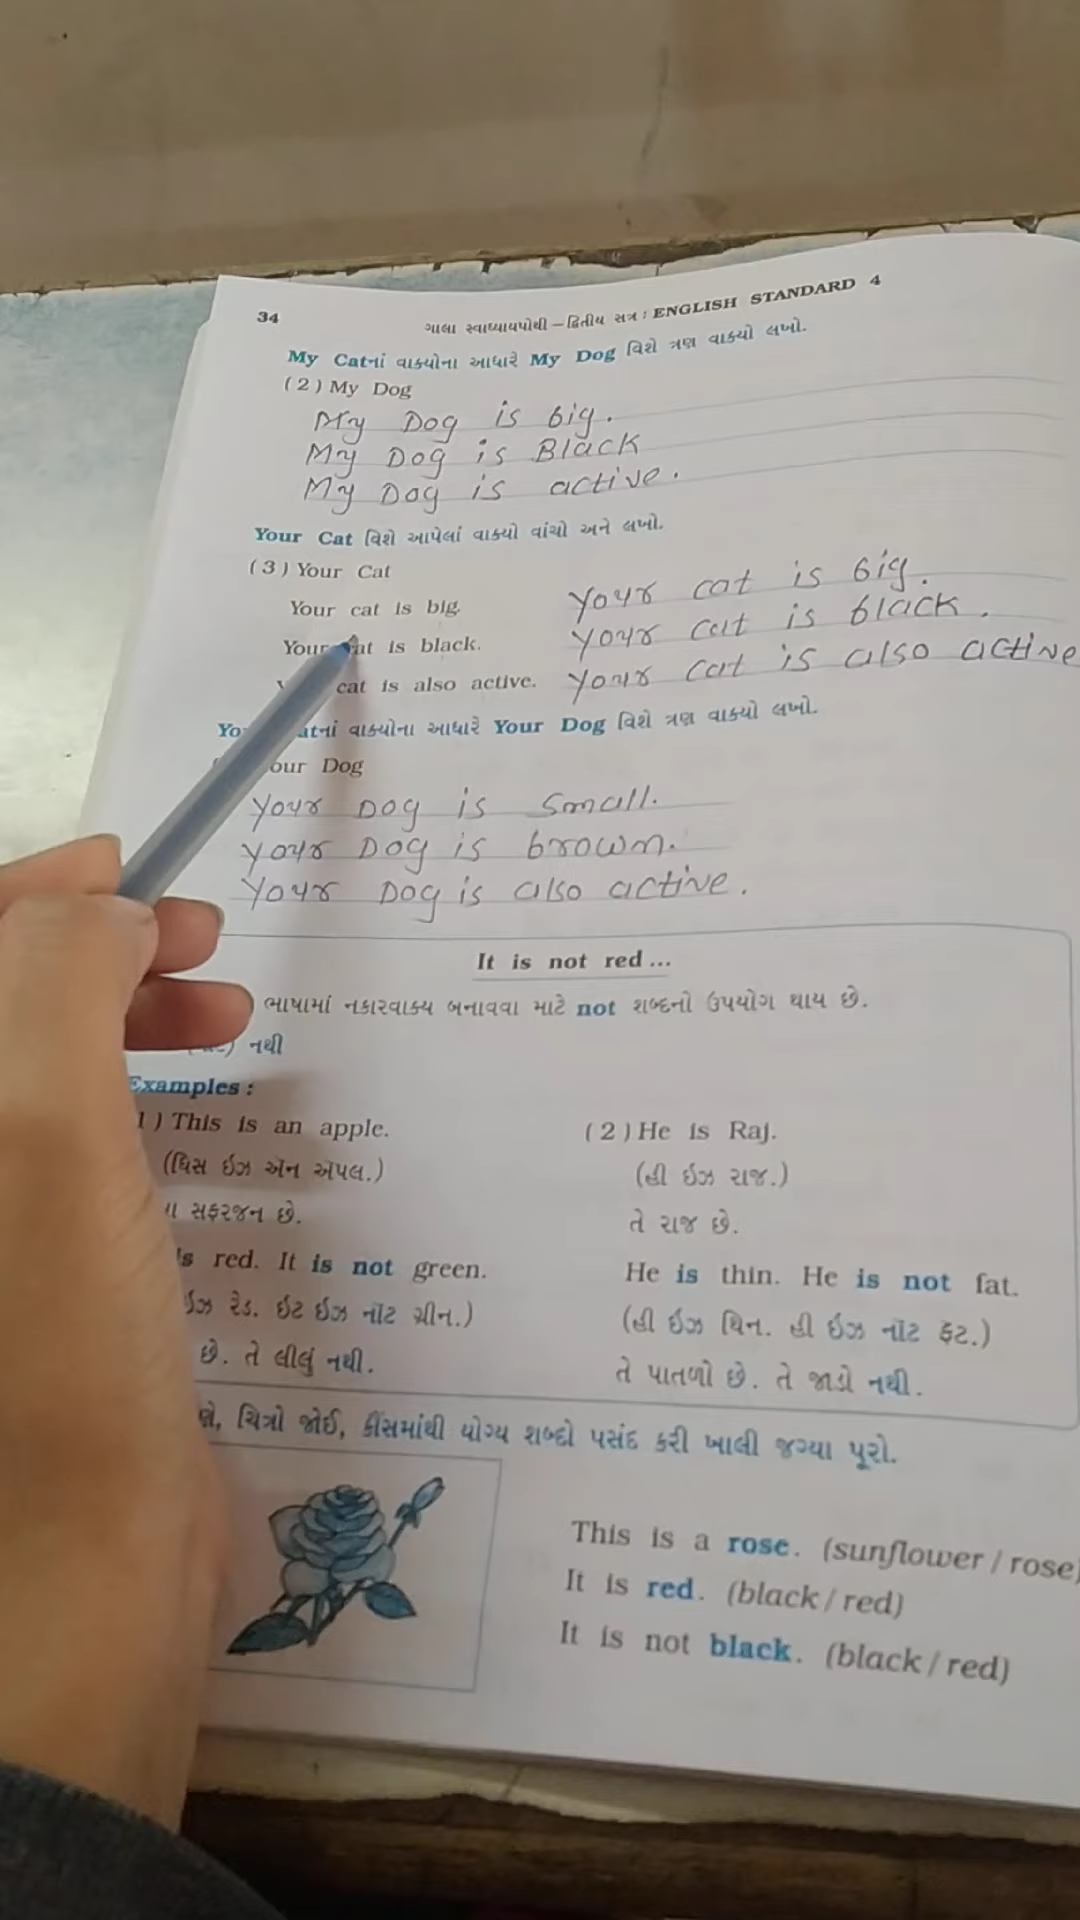 34
ગાલા સ્વાધ્યાયપોથી – દ્વિતીય સત્ર : ENGLISH STANDARD 4
My Catનાં વાક્યોના આધારે My Dog વિશે ત્રણ વાક્યો લખો.
( 2 ) My Dog
My Dog is big.
My Dog is Black
My Dog is active.
Your Cat વિશે આપેલાં વાક્યો વાંચો અને લખો.
( 3 ) Your Cat
Your cat is big. Your cat is big.
Your cat is black. Your cat is black.
cat is also active. Your cat is also active
atનાં વાક્યોના આધારે Your Dog વિશે ત્રણ વાક્યો લખો.
our Dog
Your Dog is small.
Your Dog is brown.
Your Dog is also active.
It is not red ...
ભાષામાં નકારવાક્ય બનાવવા માટે not શબ્દનો ઉપયોગ થાય છે.
નથી
Examples :
1 ) This is an apple. ( 2 ) He is Raj.
(ધિસ ઇઝ ઍન ઍપલ.) (હી ઇઝ રાજ.)
સફરજન છે. તે રાજ છે.
is red. It is not green. He is thin. He is not fat.
ઇઝ રેડ. ઇટ ઇઝ નૉટ ગ્રીન.) (હી ઇઝ થિન. હી ઇઝ નૉટ ફૅટ.)
છે. તે લીલું નથી. તે પાતળો છે. તે જાડો નથી.
ચિત્રો જોઈ, કૌંસમાંથી યોગ્ય શબ્દો પસંદ કરી ખાલી જગ્યા પૂરો.
This is a rose. (sunflower / rose)
It is red. (black / red)
It is not black. (black / red)